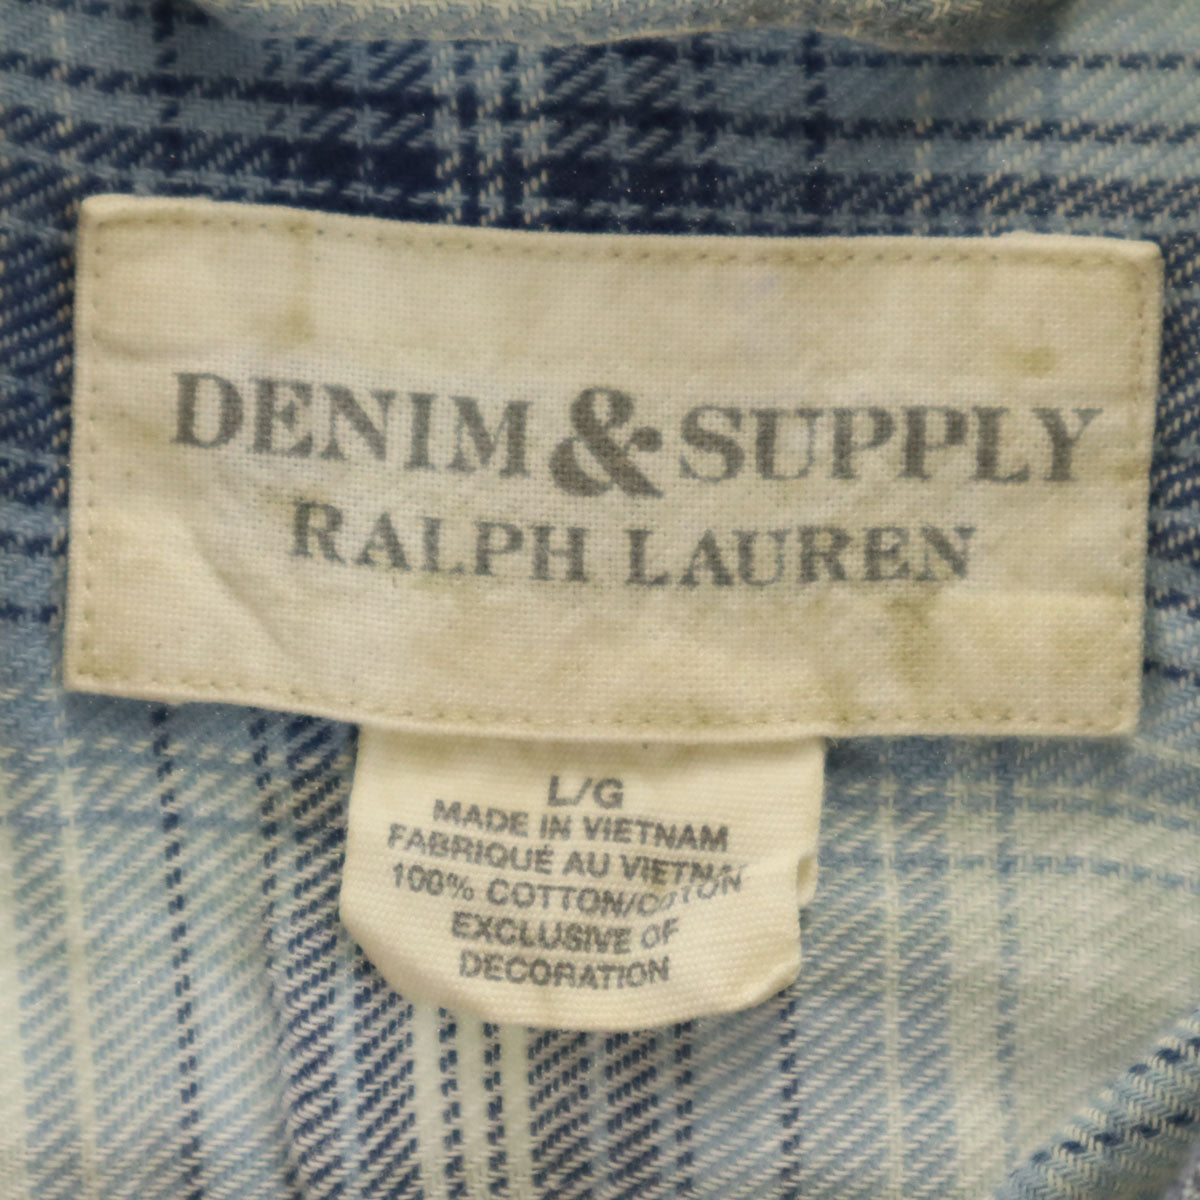 DENIM & SUPPLY
RALPH LAUREN
L/G
MADE IN VIETNAM
FABRIQUÉ AU VIETNAM
100% COTTON/COTON
EXCLUSIVE OF
DECORATION